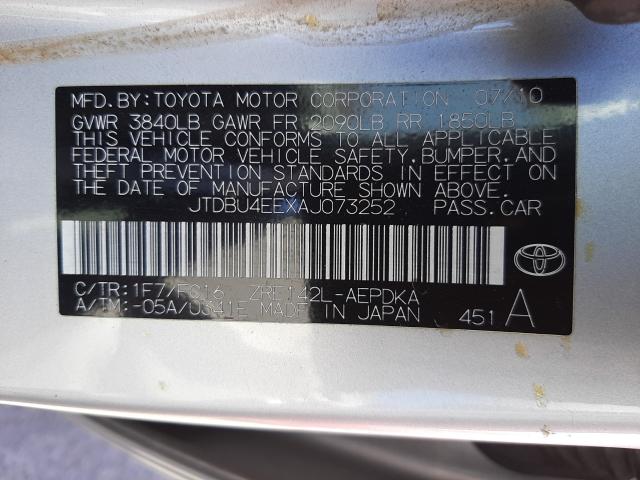 MFD.BY:TOYOTA MOTOR CORPORATION 07/10
GVWR 3840LB GAWR FR 2090LB RR 1850LB
THIS VEHICLE CONFORMS TO ALL APPLICABLE
FEDERAL MOTOR VEHICLE SAFETY, BUMPER, AND
THEFT PREVENTION STANDARDS IN EFFECT ON
THE DATE OF MANUFACTURE SHOWN ABOVE.
JTDBU4EEXAJ073252 PASS.CAR
C/TR:1F7/FC16 ZRE142L-AEPDKA
A/TM:-05A/U341E MADE IN JAPAN 451A